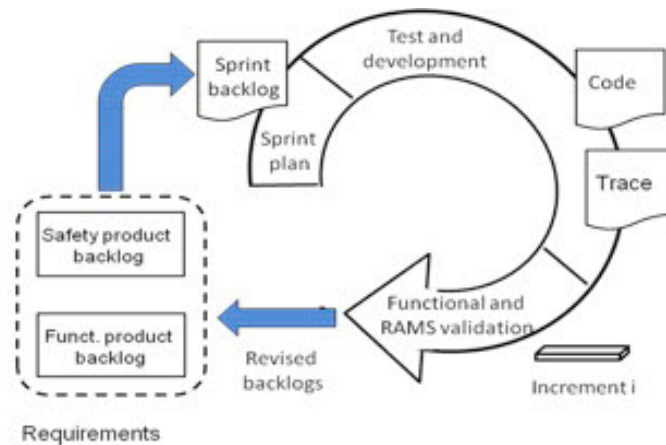 Sprint
backlog
Test and
development
Code
Sprint
plan
Trace
Safety product
backlog
Funct. product
backlog
Functional and
RAMS validation
Revised
backlogs
Increment i
Requirements